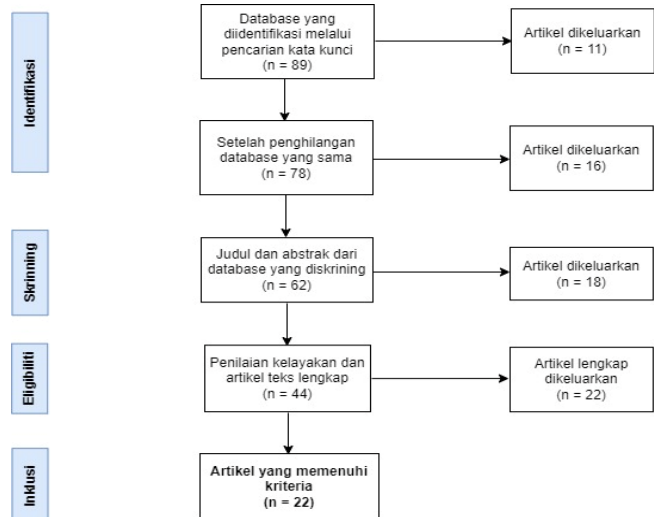 Identifikasi
Database yang
diidentifikasi melalui
pencarian kata kunci
(n = 89)
Artikel dikeluarkan
(n = 11)
Setelah penghilangan
database yang sama
(n = 78)
Artikel dikeluarkan
(n = 16)
Skrinning
Judul dan abstrak dari
database yang diskrining
(n = 62)
Artikel dikeluarkan
(n = 18)
Eligibiliti
Penilaian kelayakan dan
artikel teks lengkap
(n = 44)
Artikel lengkap
dikeluarkan
(n = 22)
Inklusi
Artikel yang memenuhi
kriteria
(n = 22)